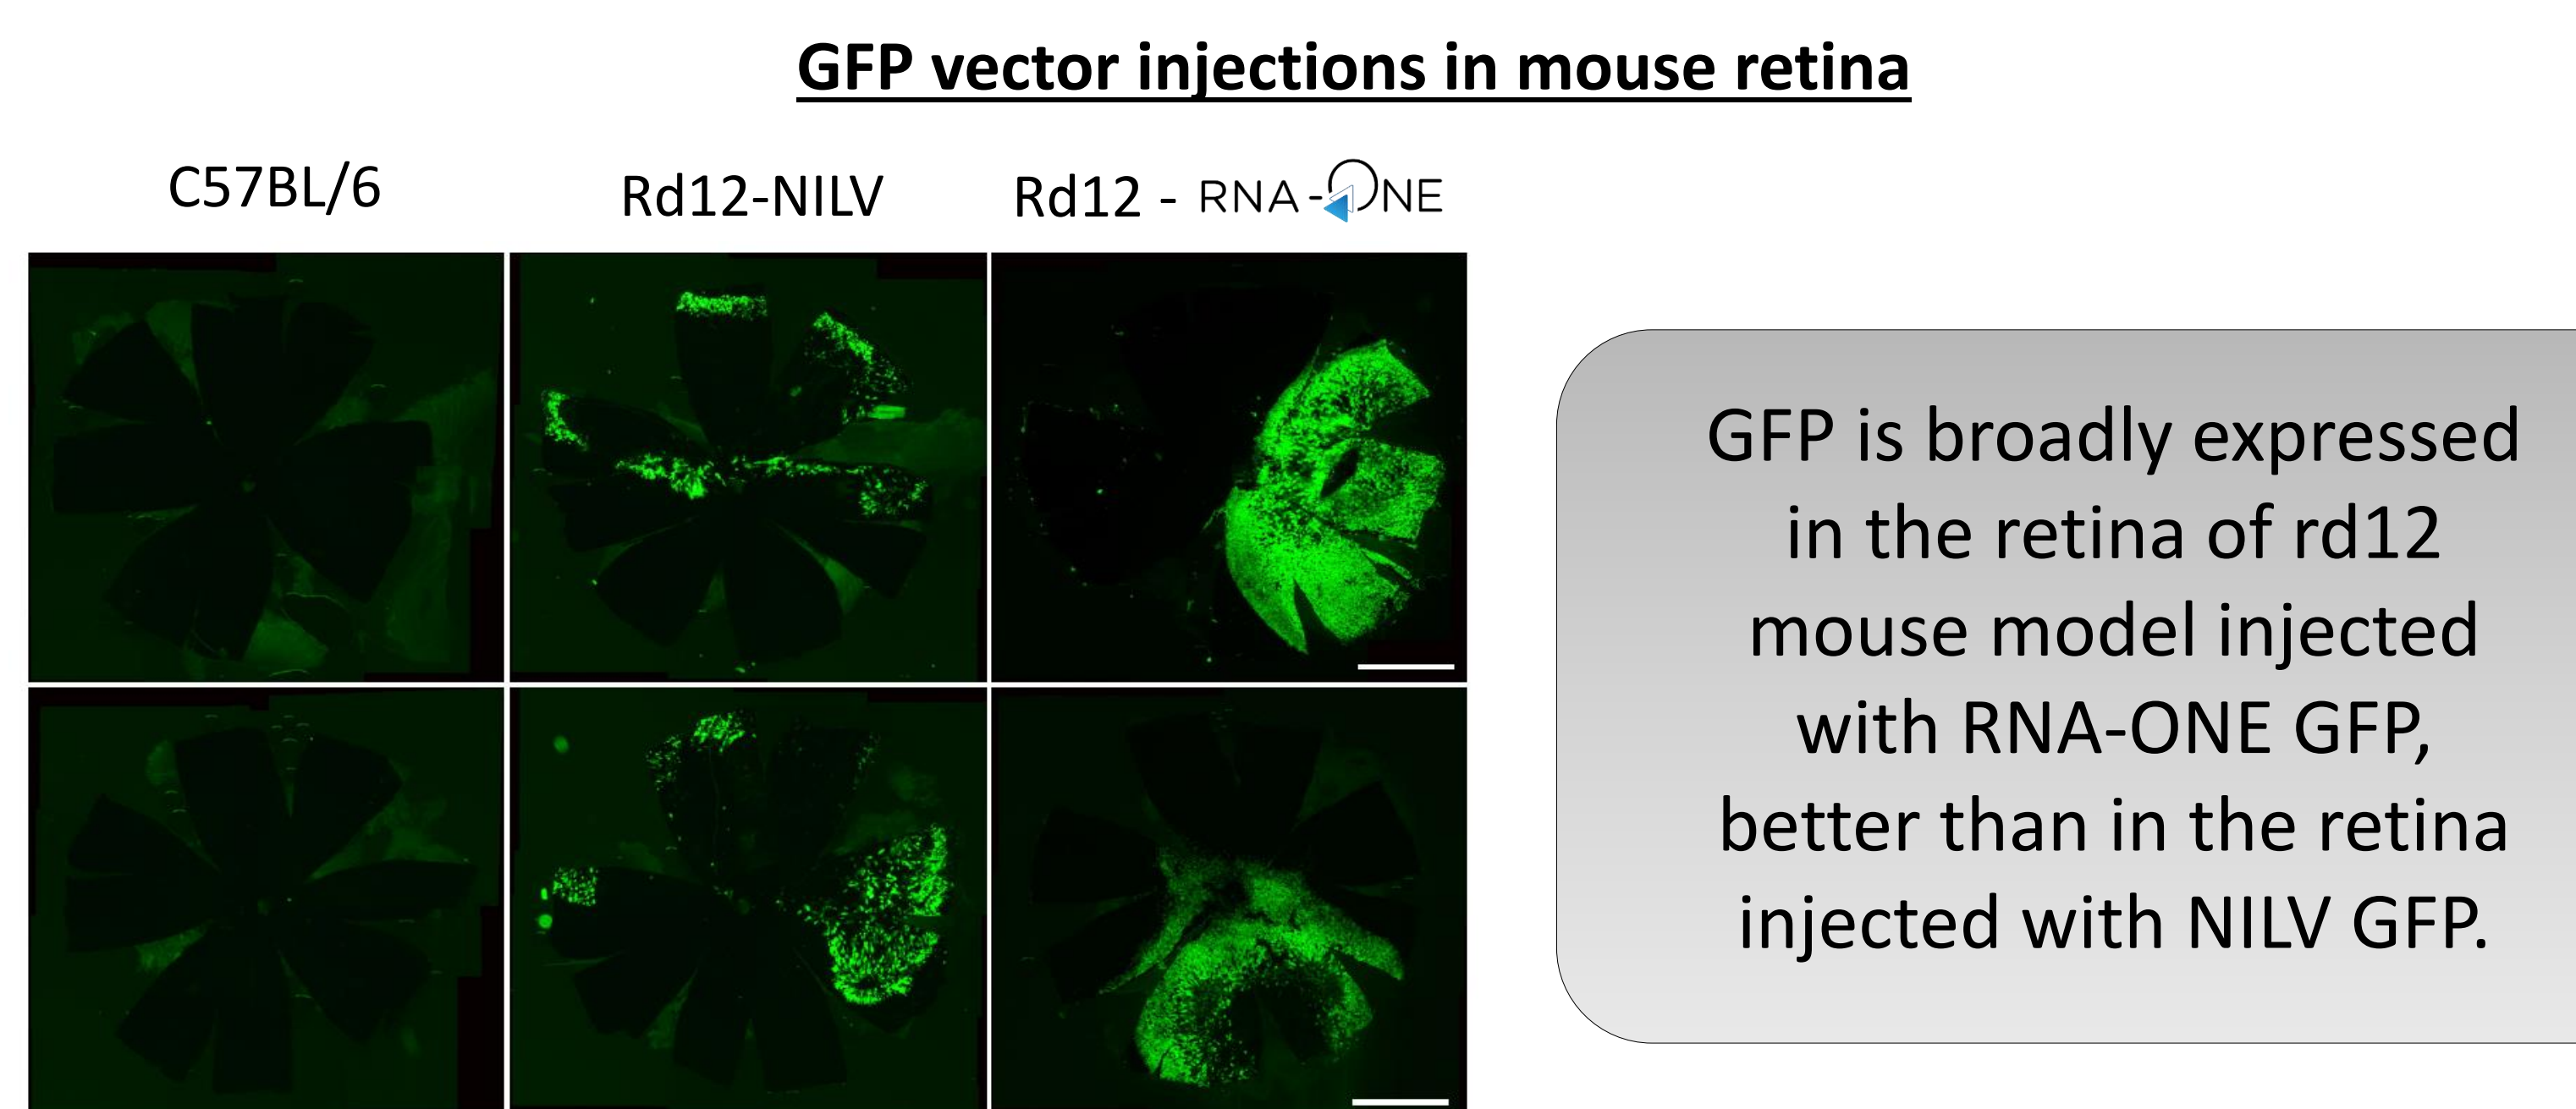 GFP vector injections in mouse retina
C57BL/6
Rd12-NILV
Rd12 - RNA-ONE
GFP is broadly expressed
in the retina of rd12
mouse model injected
with RNA-ONE GFP,
better than in the retina
injected with NILV GFP.